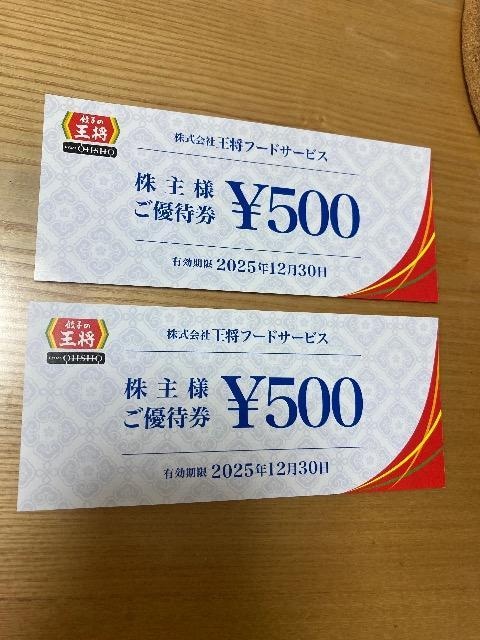 餃子の
王将
OHSHO
株式会社 王将フードサービス
株主様
ご優待券 ¥500
有効期限 2025年12月30日
餃子の
王将
OHSHO
株式会社 王将フードサービス
株主様
ご優待券 ¥500
有効期限 2025年12月30日